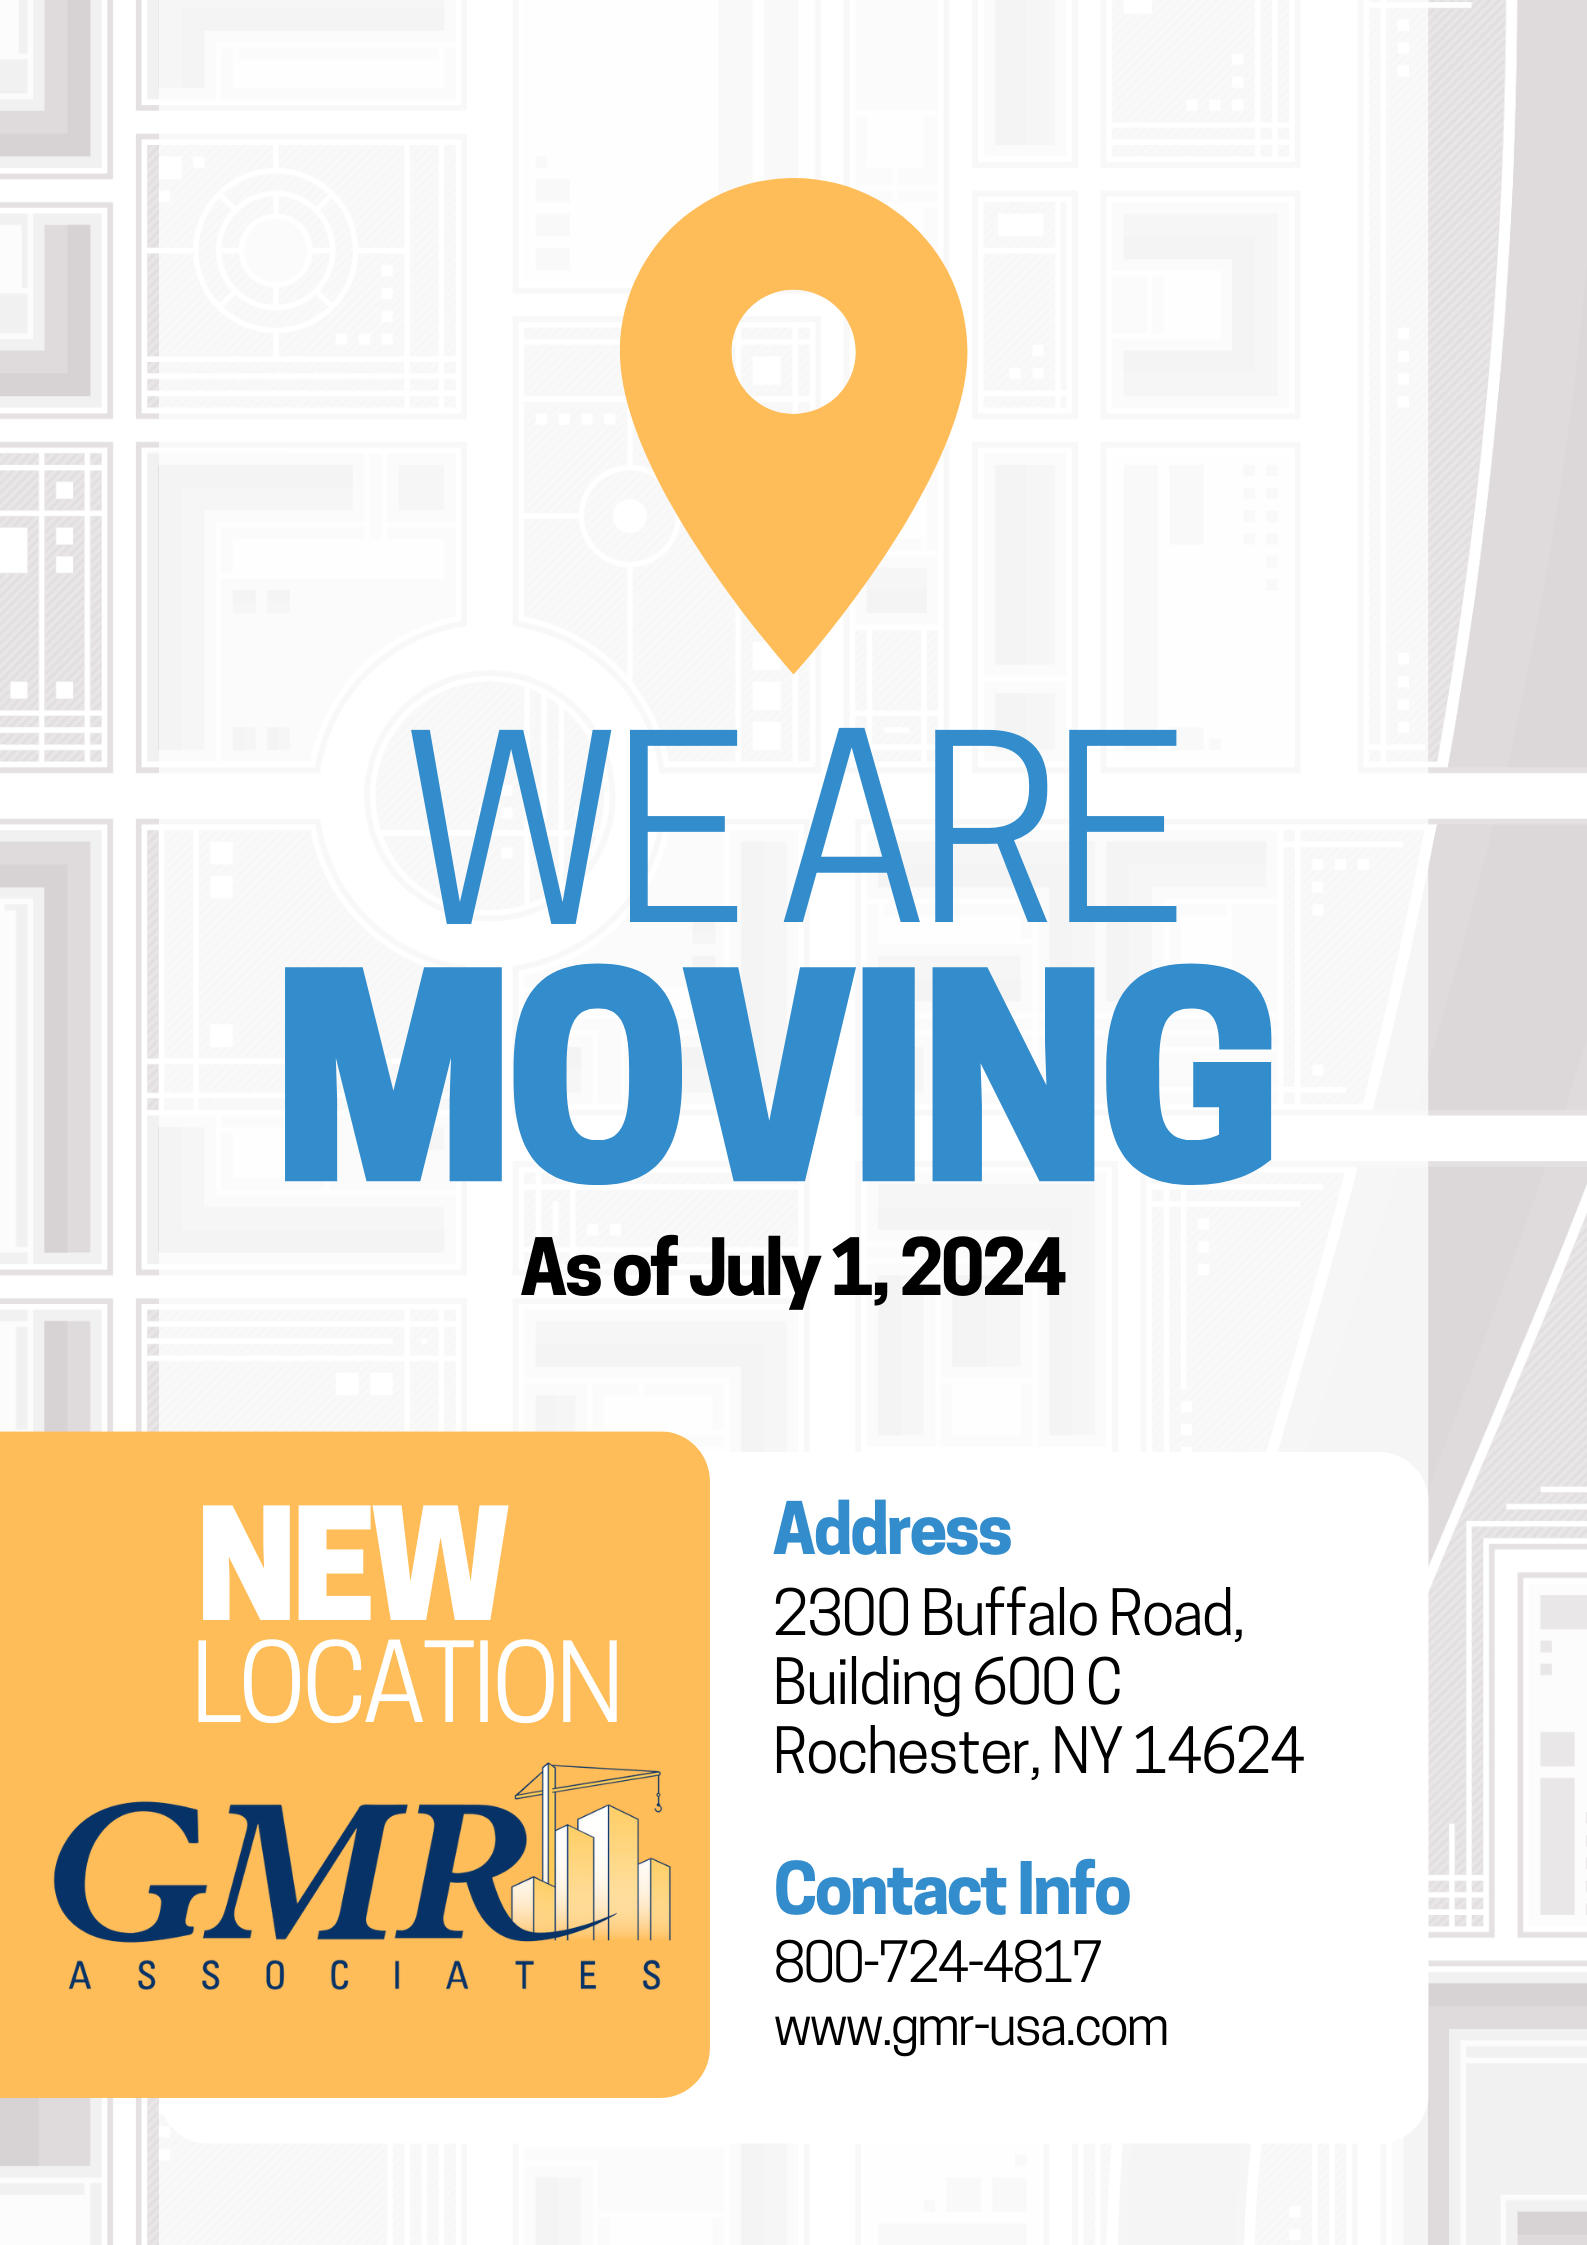 WE ARE
MOVING
As of July 1, 2024
NEW
LOCATION
GMR
ASSOCIATES
Address
2300 Buffalo Road,
Building 600 C
Rochester, NY 14624
Contact Info
800-724-4817
www.gmr-usa.com